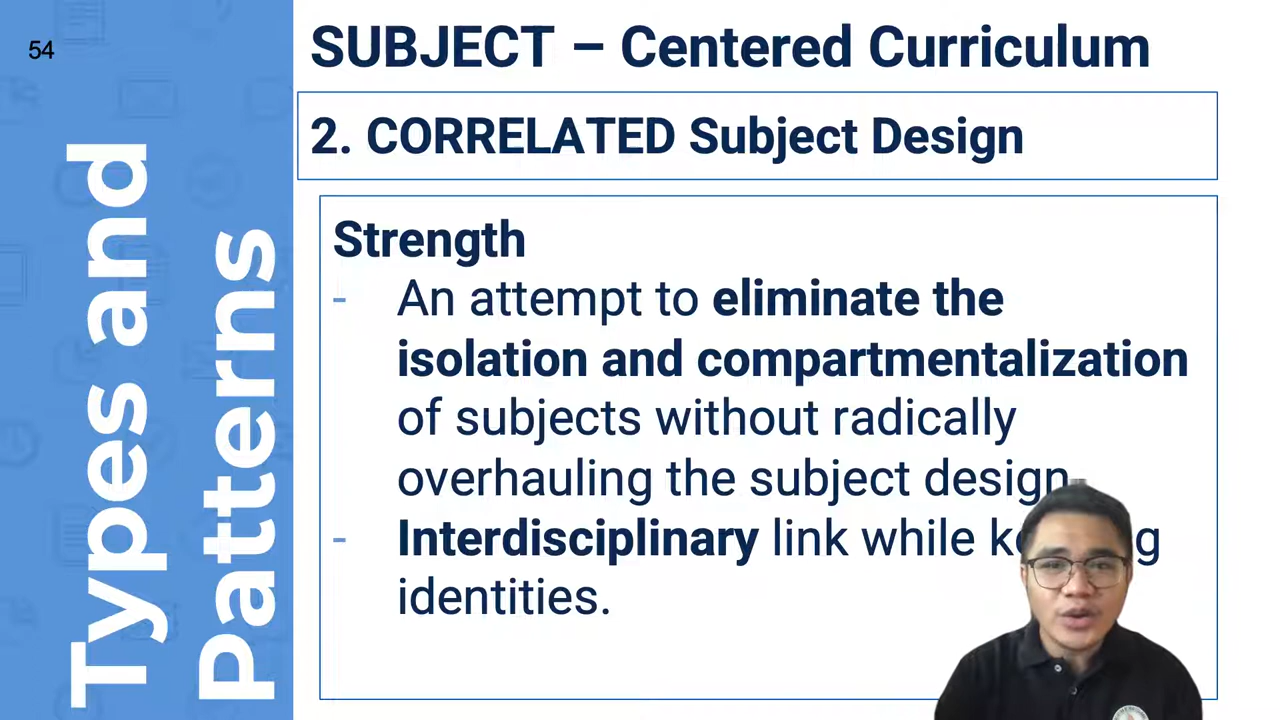 54
Types and
Patterns
SUBJECT – Centered Curriculum
2. CORRELATED Subject Design
Strength
- An attempt to eliminate the
isolation and compartmentalization
of subjects without radically
overhauling the subject design
- Interdisciplinary link while
identities.